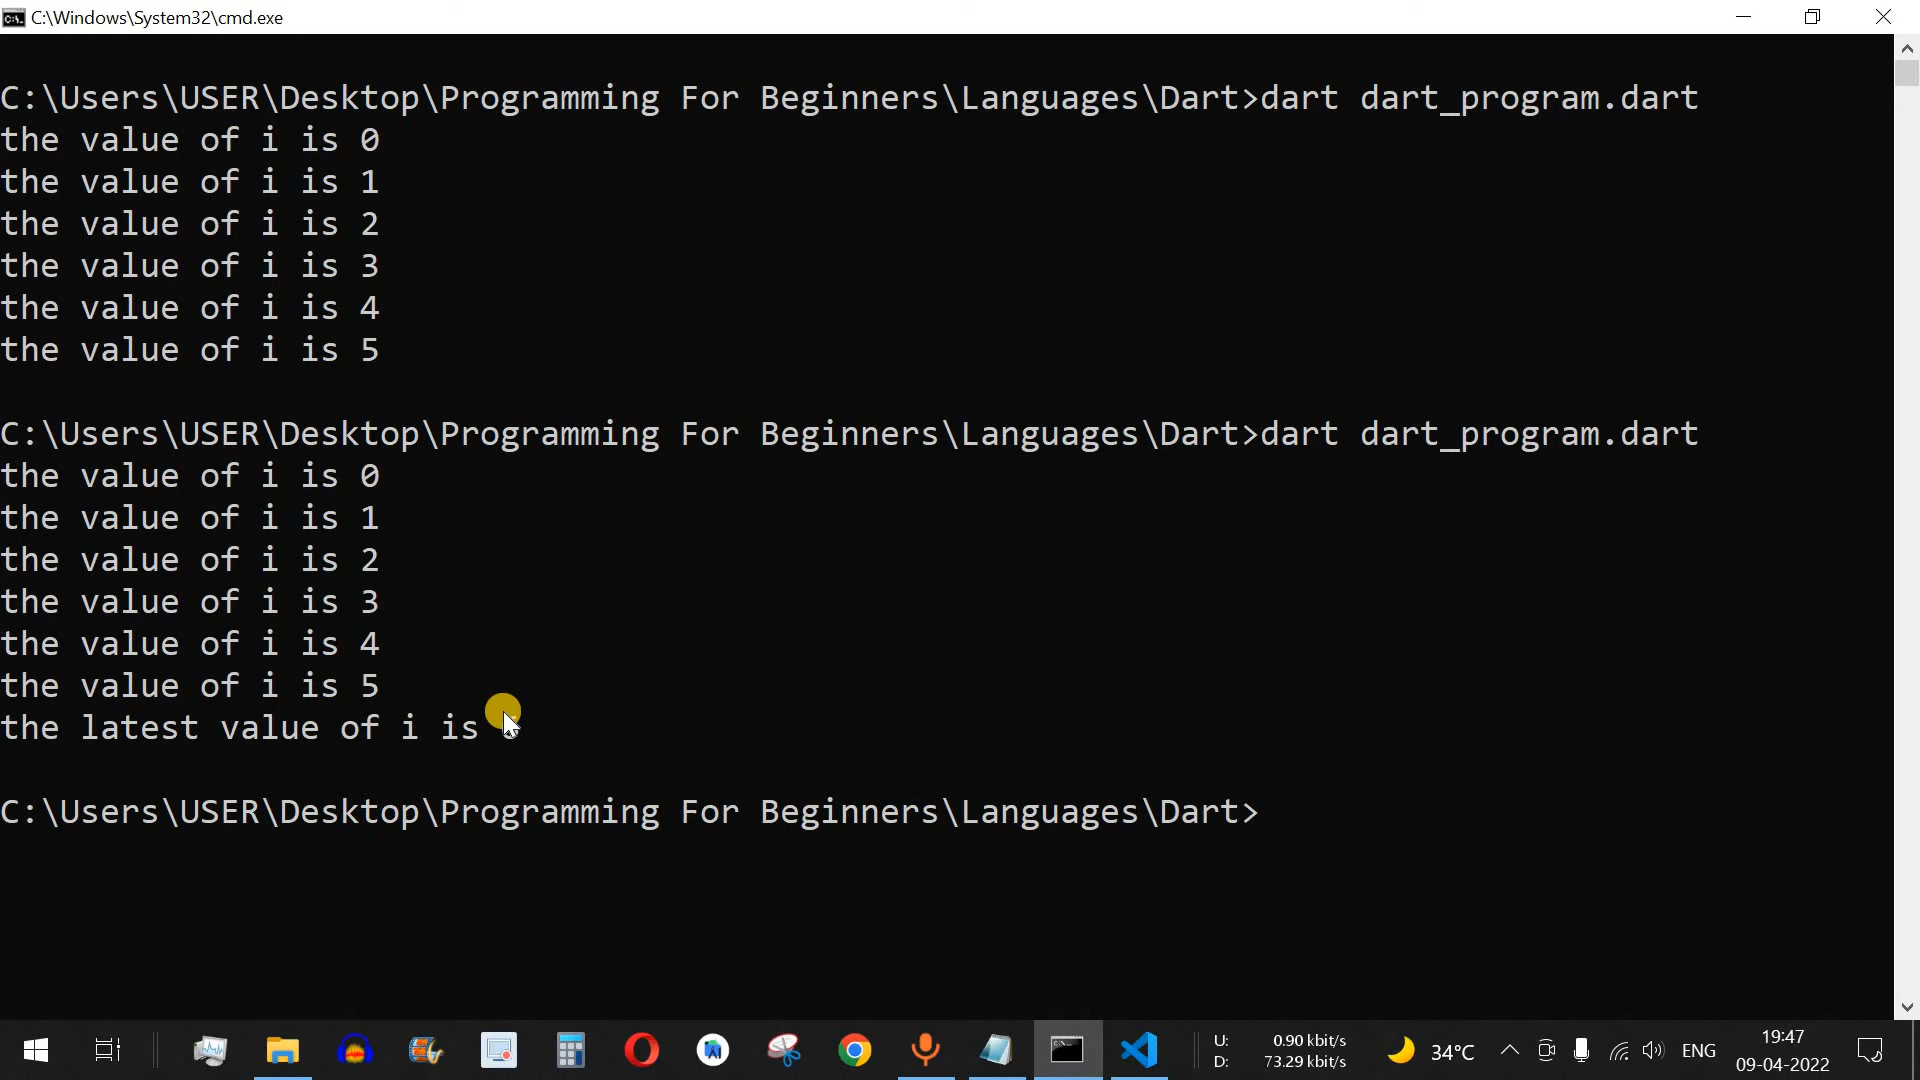 C:\Windows\System32\cmd.exe
C:\Users\USER\Desktop\Programming For Beginners\Languages\Dart>dart dart_program.dart
the value of i is 0
the value of i is 1
the value of i is 2
the value of i is 3
the value of i is 4
the value of i is 5
C:\Users\USER\Desktop\Programming For Beginners\Languages\Dart>dart dart_program.dart
the value of i is 0
the value of i is 1
the value of i is 2
the value of i is 3
the value of i is 4
the value of i is 5
the latest value of i is
C:\Users\USER\Desktop\Programming For Beginners\Languages\Dart>
U: 0.90 kbit/s
D: 73.29 kbit/s
34°C
ENG
19:47
09-04-2022